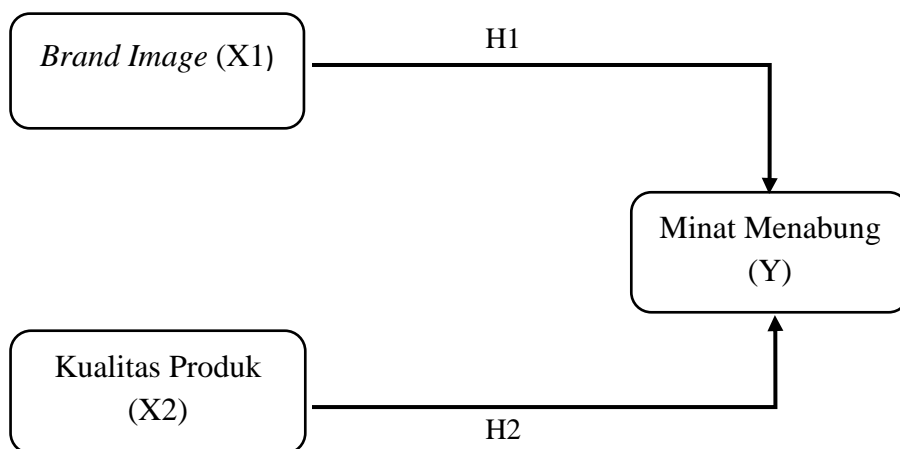 Brand Image (X1)
H1
Minat Menabung
(Y)
Kualitas Produk
(X2)
H2